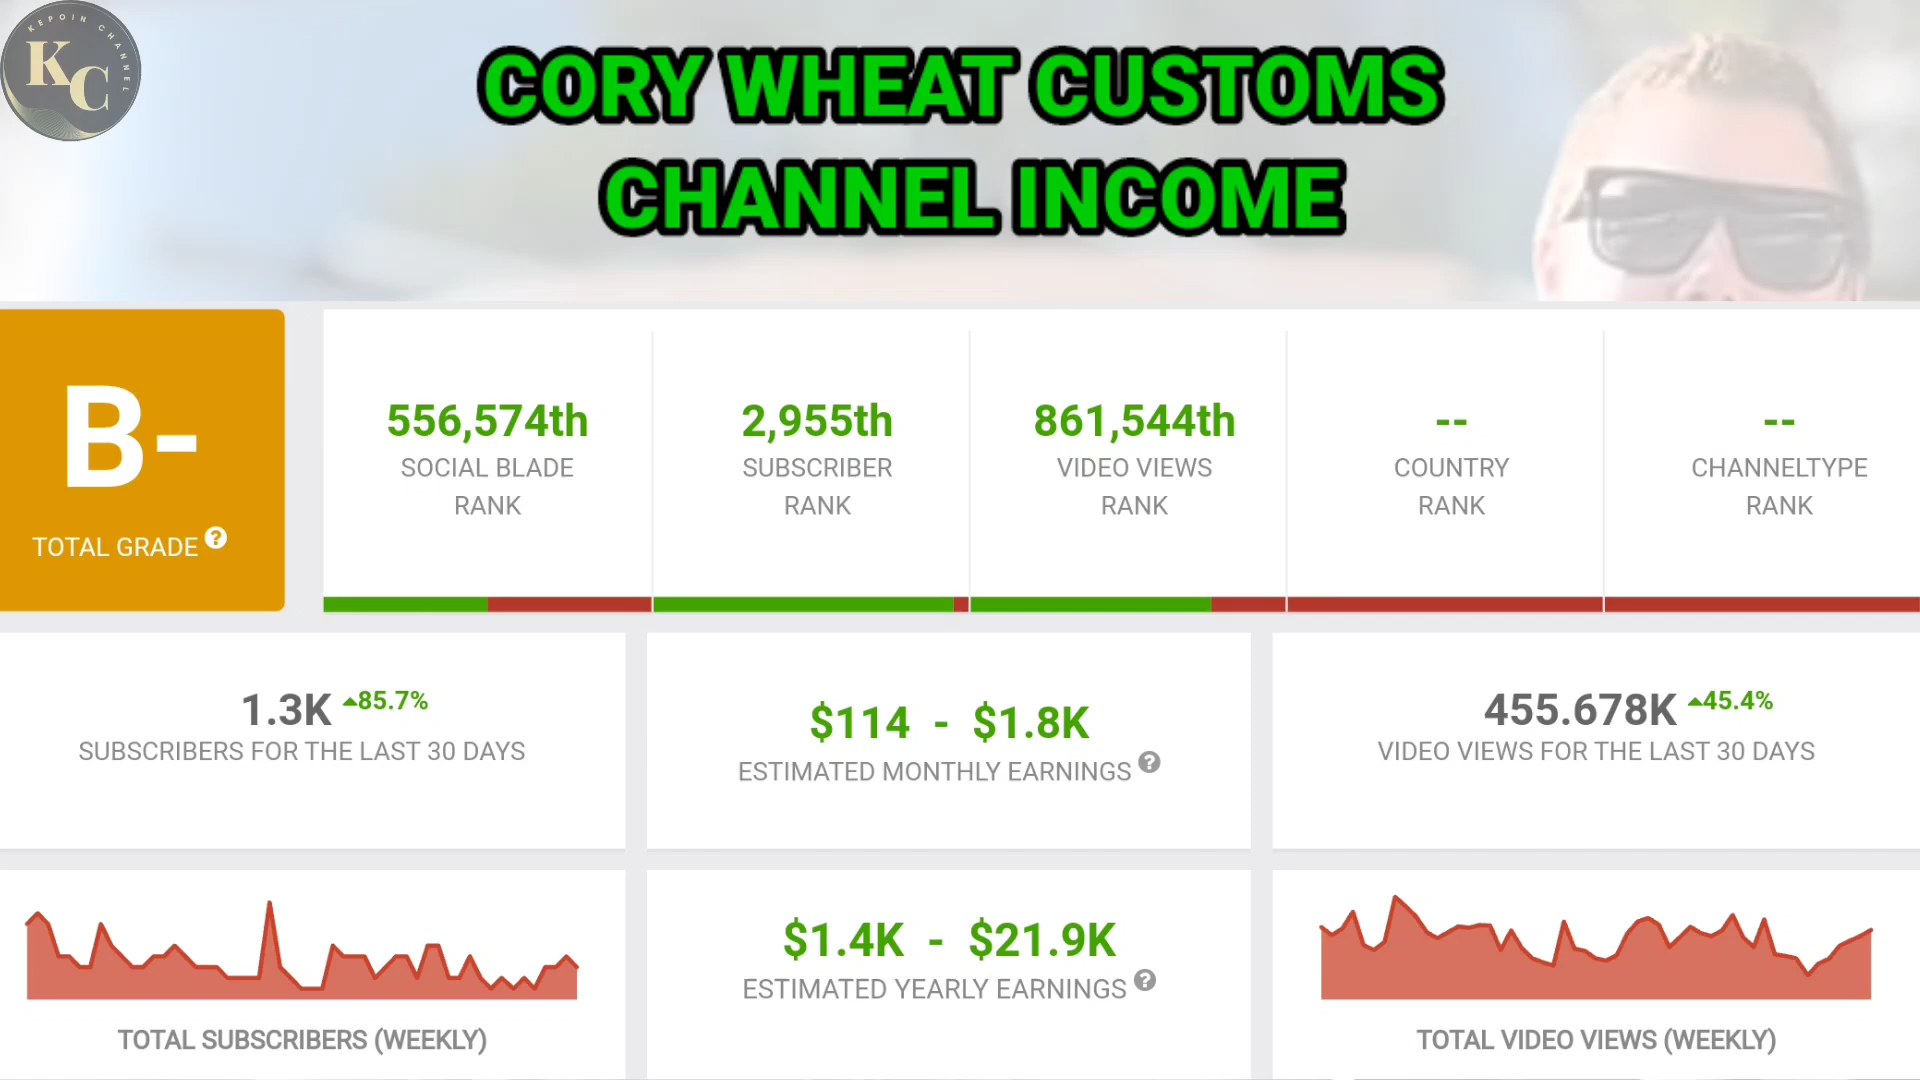 KEPOIN CHANNEL
KC
CORY WHEAT CUSTOMS
CHANNEL INCOME
B-
TOTAL GRADE ?
556,574th
SOCIAL BLADE
RANK
2,955th
SUBSCRIBER
RANK
861,544th
VIDEO VIEWS
RANK
--
COUNTRY
RANK
--
CHANNELTYPE
RANK
1.3K 85.7%
SUBSCRIBERS FOR THE LAST 30 DAYS
$114 - $1.8K
ESTIMATED MONTHLY EARNINGS ?
455.678K 45.4%
VIDEO VIEWS FOR THE LAST 30 DAYS
TOTAL SUBSCRIBERS (WEEKLY)
$1.4K - $21.9K
ESTIMATED YEARLY EARNINGS ?
TOTAL VIDEO VIEWS (WEEKLY)